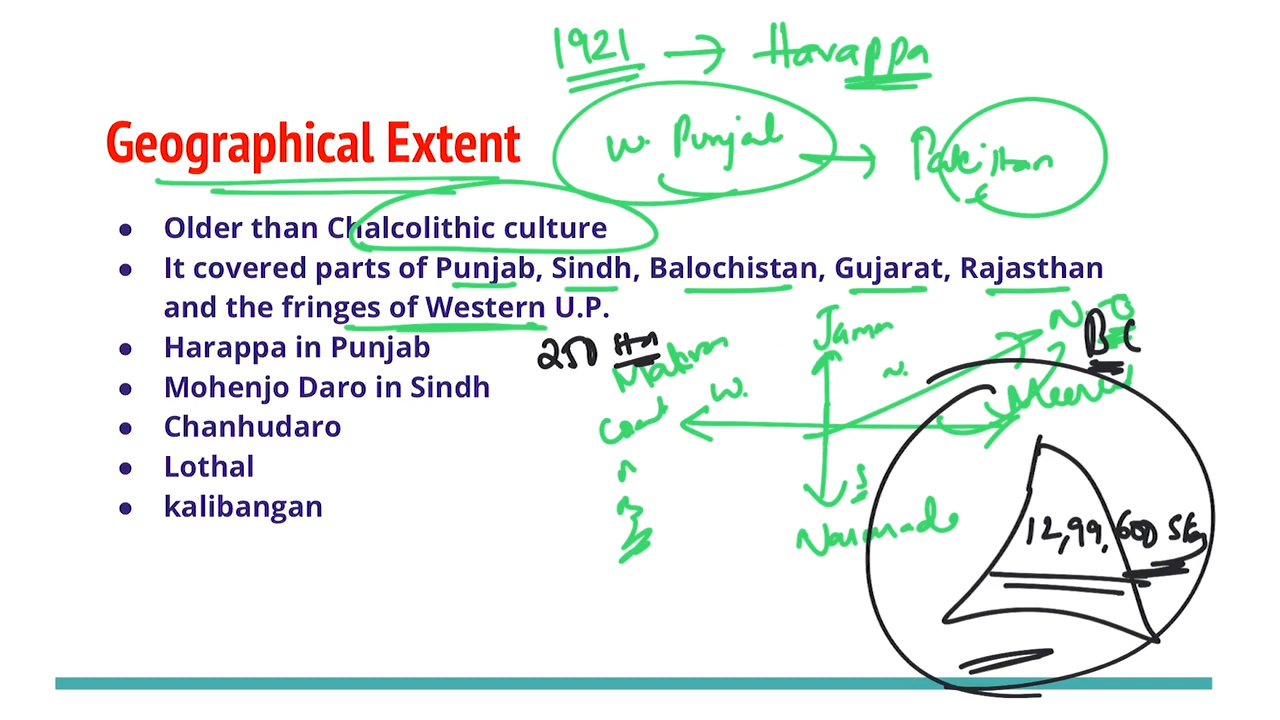 1921 → Harappa
W. Punjab → Pakistan
Geographical Extent
● Older than Chalcolithic culture
● It covered parts of Punjab, Sindh, Balochistan, Gujarat, Rajasthan
and the fringes of Western U.P.
● Harappa in Punjab
● Mohenjo Daro in Sindh
● Chanhudaro
● Lothal
● kalibangan
250
BC
Makran
W.
N.
S
Narmada
12,99,600